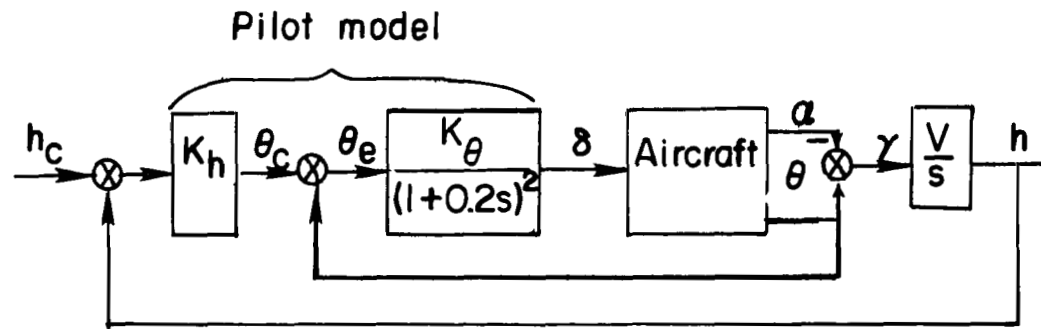 Pilot model
h_c
K_h
θ_c
θ_e
K_θ
(1+0.2s)^2
δ
Aircraft
α
-
θ
γ
V
s
h